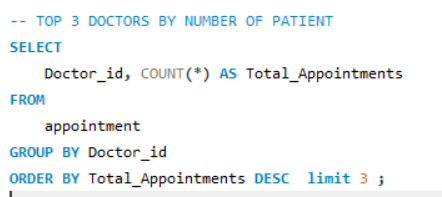 -- TOP 3 DOCTORS BY NUMBER OF PATIENT
SELECT
    Doctor_id, COUNT(*) AS Total_Appointments
FROM
    appointment
GROUP BY Doctor_id
ORDER BY Total_Appointments DESC  limit 3 ;